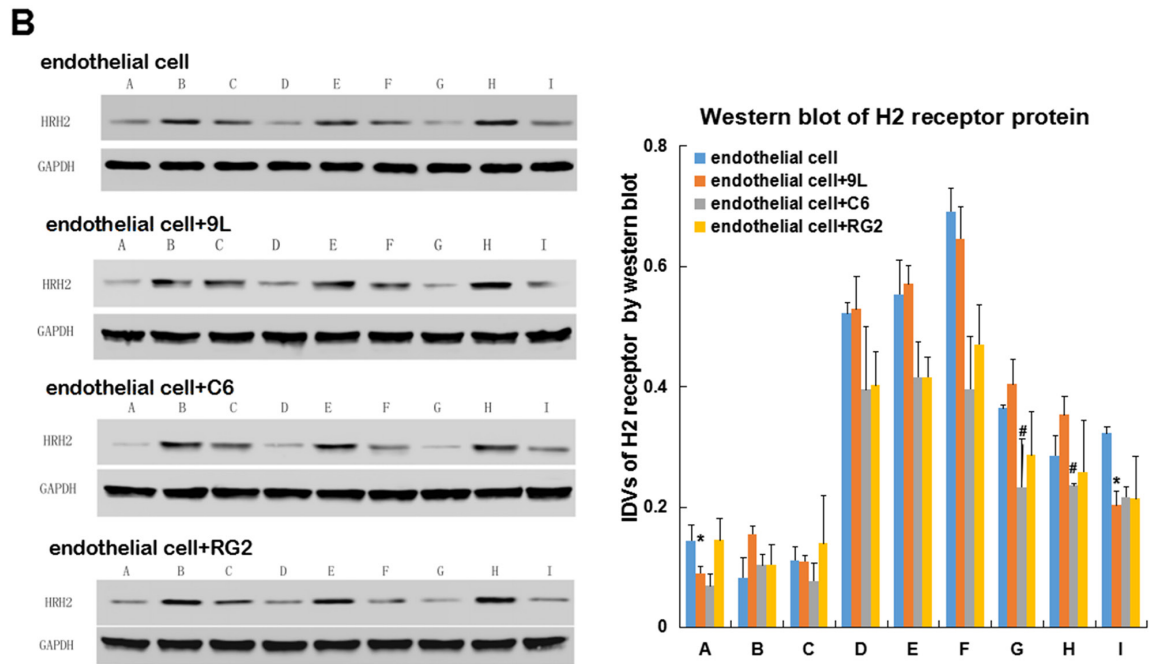 B
endothelial cell
A B C D E F G H I
HRH2
GAPDH
endothelial cell+9L
A B C D E F G H I
HRH2
GAPDH
endothelial cell+C6
A B C D E F G H I
HRH2
GAPDH
endothelial cell+RG2
A B C D E F G H I
HRH2
GAPDH
Western blot of H2 receptor protein
IDVs of H2 receptor by western blot
0.8
0.6
0.4
0.2
0
endothelial cell
endothelial cell+9L
endothelial cell+C6
endothelial cell+RG2
* # # *
A B C D E F G H I